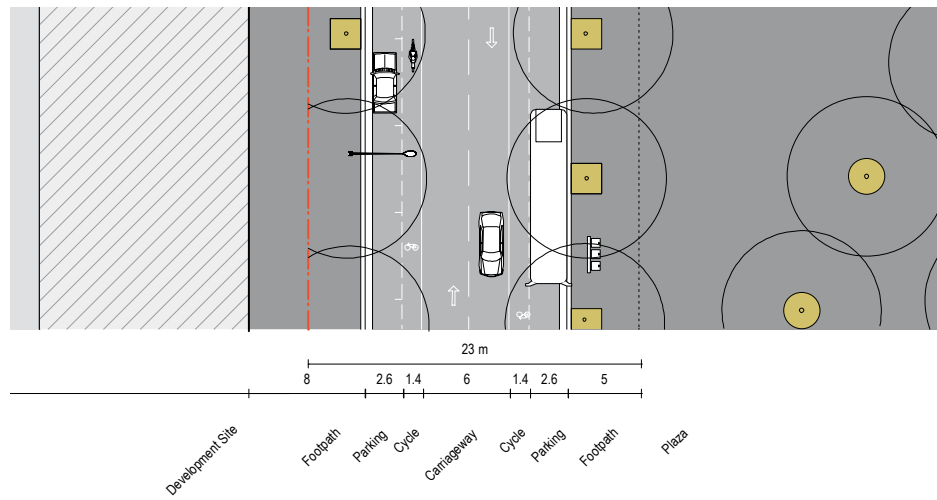 23 m
8 2.6 1.4 6 1.4 2.6 5
Development Site Footpath Parking Cycle Carriageway Cycle Parking Footpath Plaza